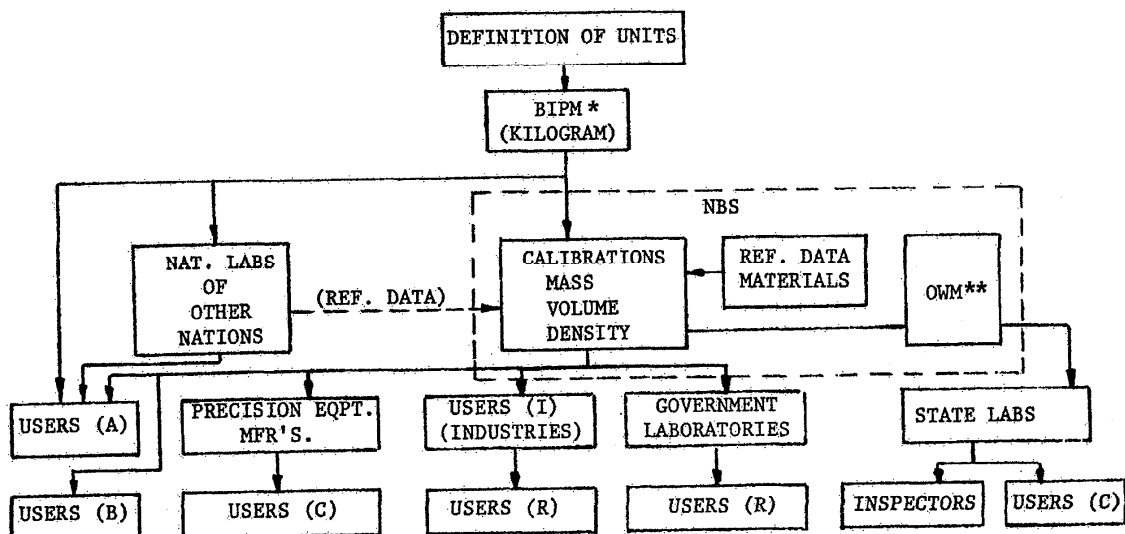 DEFINITION OF UNITS
BIPM *
(KILOGRAM)
NBS
NAT. LABS
OF
OTHER
NATIONS
(REF. DATA)
CALIBRATIONS
MASS
VOLUME
DENSITY
REF. DATA
MATERIALS
OWM**
USERS (A)
PRECISION EQPT.
MFR'S.
USERS (I)
(INDUSTRIES)
GOVERNMENT
LABORATORIES
STATE LABS
USERS (B)
USERS (C)
USERS (R)
USERS (R)
INSPECTORS
USERS (C)